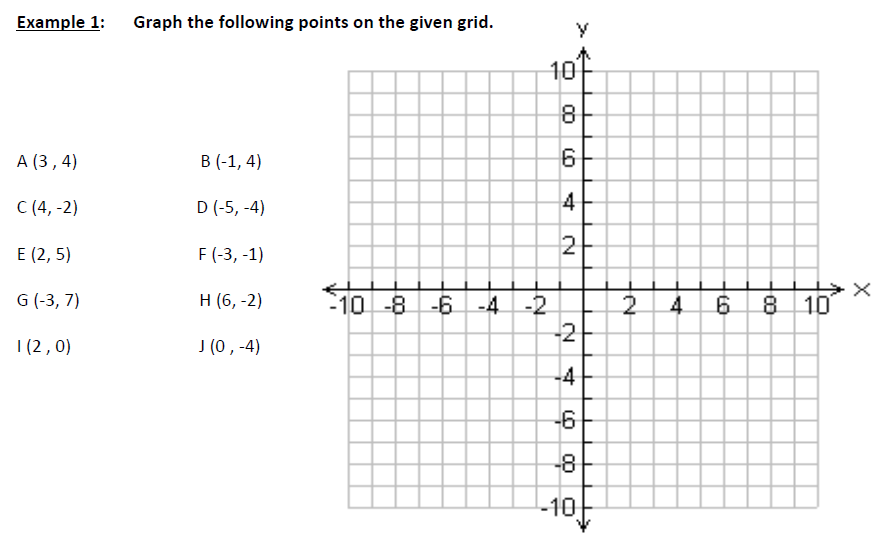 Example 1: Graph the following points on the given grid.
y
10
8
A (3 , 4) B (-1, 4)
6
C (4, -2) D (-5, -4)
4
E (2, 5) F (-3, -1)
2
x
G (-3, 7) H (6, -2)
-10 -8 -6 -4 -2 2 4 6 8 10
-2
I (2 , 0) J (0 , -4)
-4
-6
-8
-10